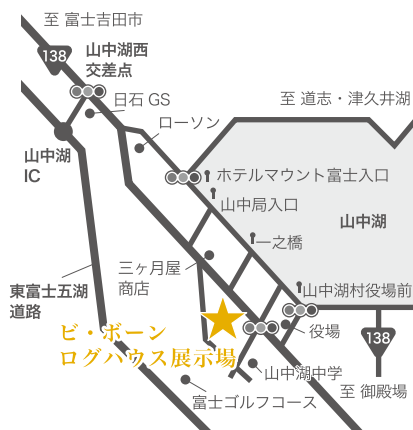 至 富士吉田市
138
山中湖西
交差点
日石 GS
至 道志・津久井湖
ローソン
山中湖
IC
ホテルマウント富士入口
山中局入口
山中湖
一之橋
三ヶ月屋
商店
東富士五湖
道路
山中湖村役場前
ビ・ボーン
ログハウス展示場
役場
138
山中湖中学
至 御殿場
富士ゴルフコース